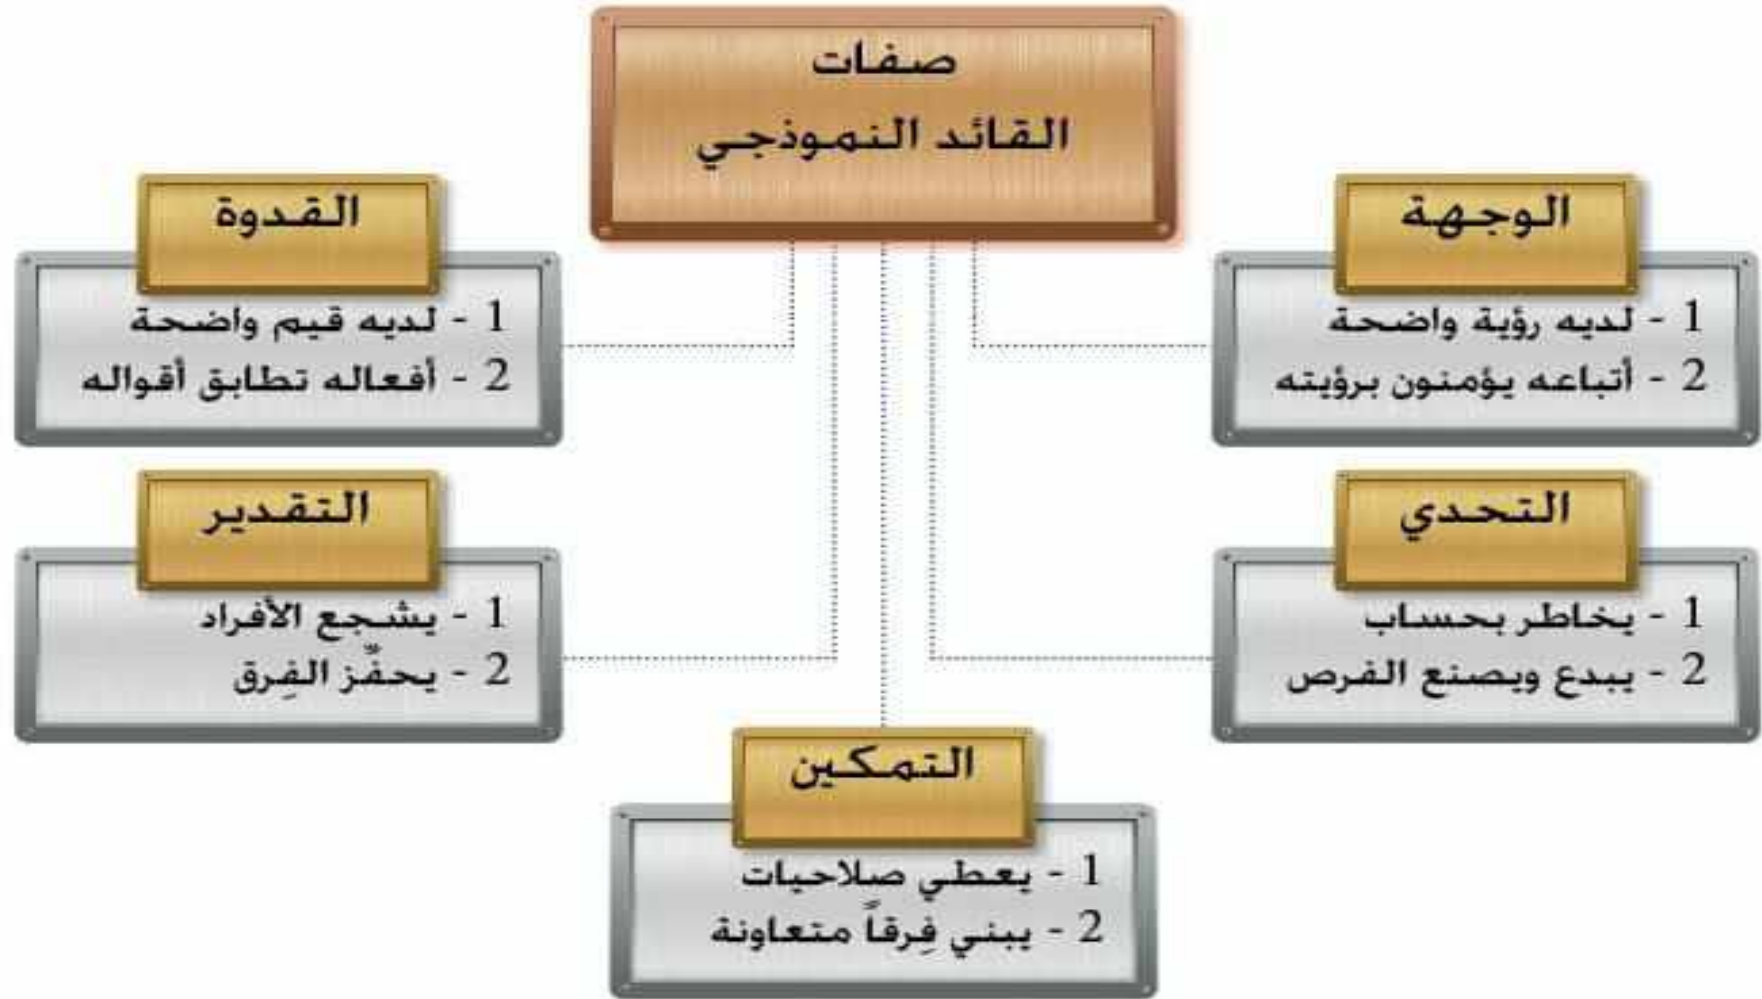 صفات
القائد النموذجي
الوجهة
1 - لديه رؤية واضحة
2 - أتباعه يؤمنون برؤيته
القدوة
1 - لديه قيم واضحة
2 - أفعاله تطابق أقواله
التحدي
1 - يخاطر بحساب
2 - يبدع ويصنع الفرص
التقدير
1 - يشجع الأفراد
2 - يحفّز الفِرق
التمكين
1 - يعطي صلاحيات
2 - يبني فِرقاً متعاونة